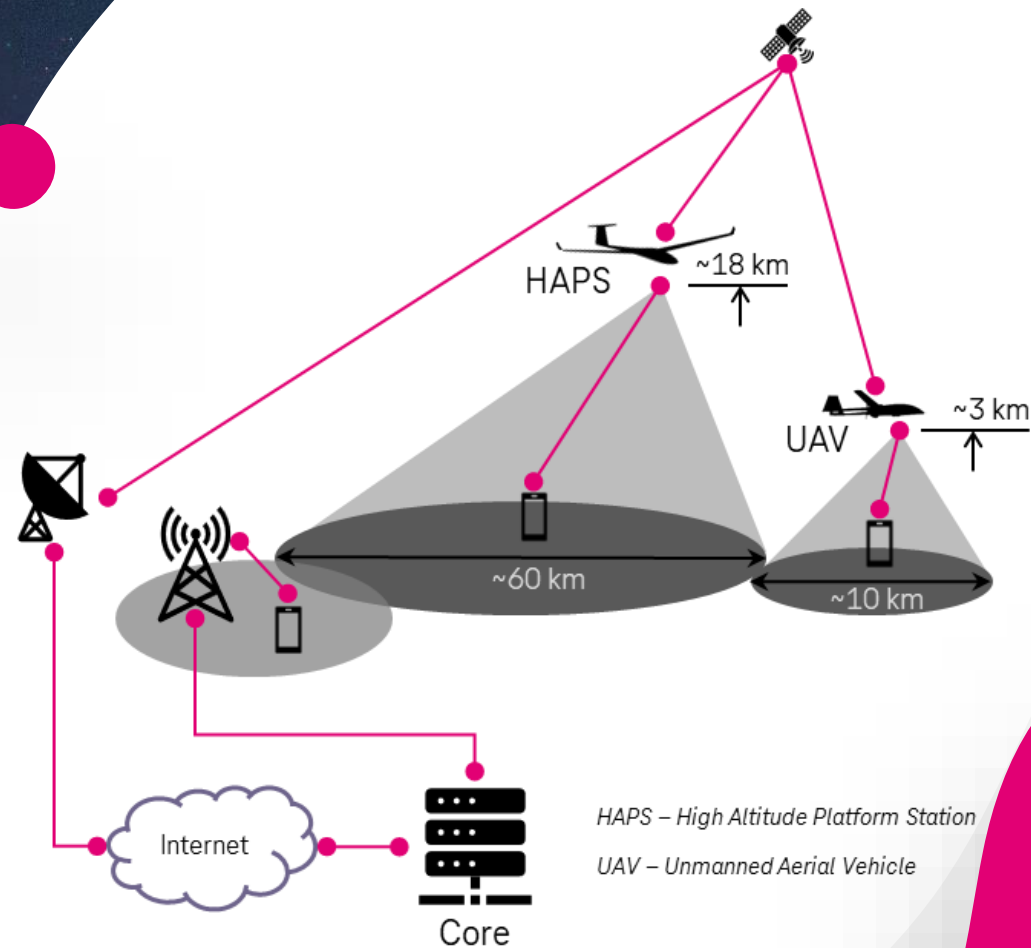 HAPS
~18 km
~3 km
UAV
~60 km
~10 km
Internet
HAPS – High Altitude Platform Station
UAV – Unmanned Aerial Vehicle
Core